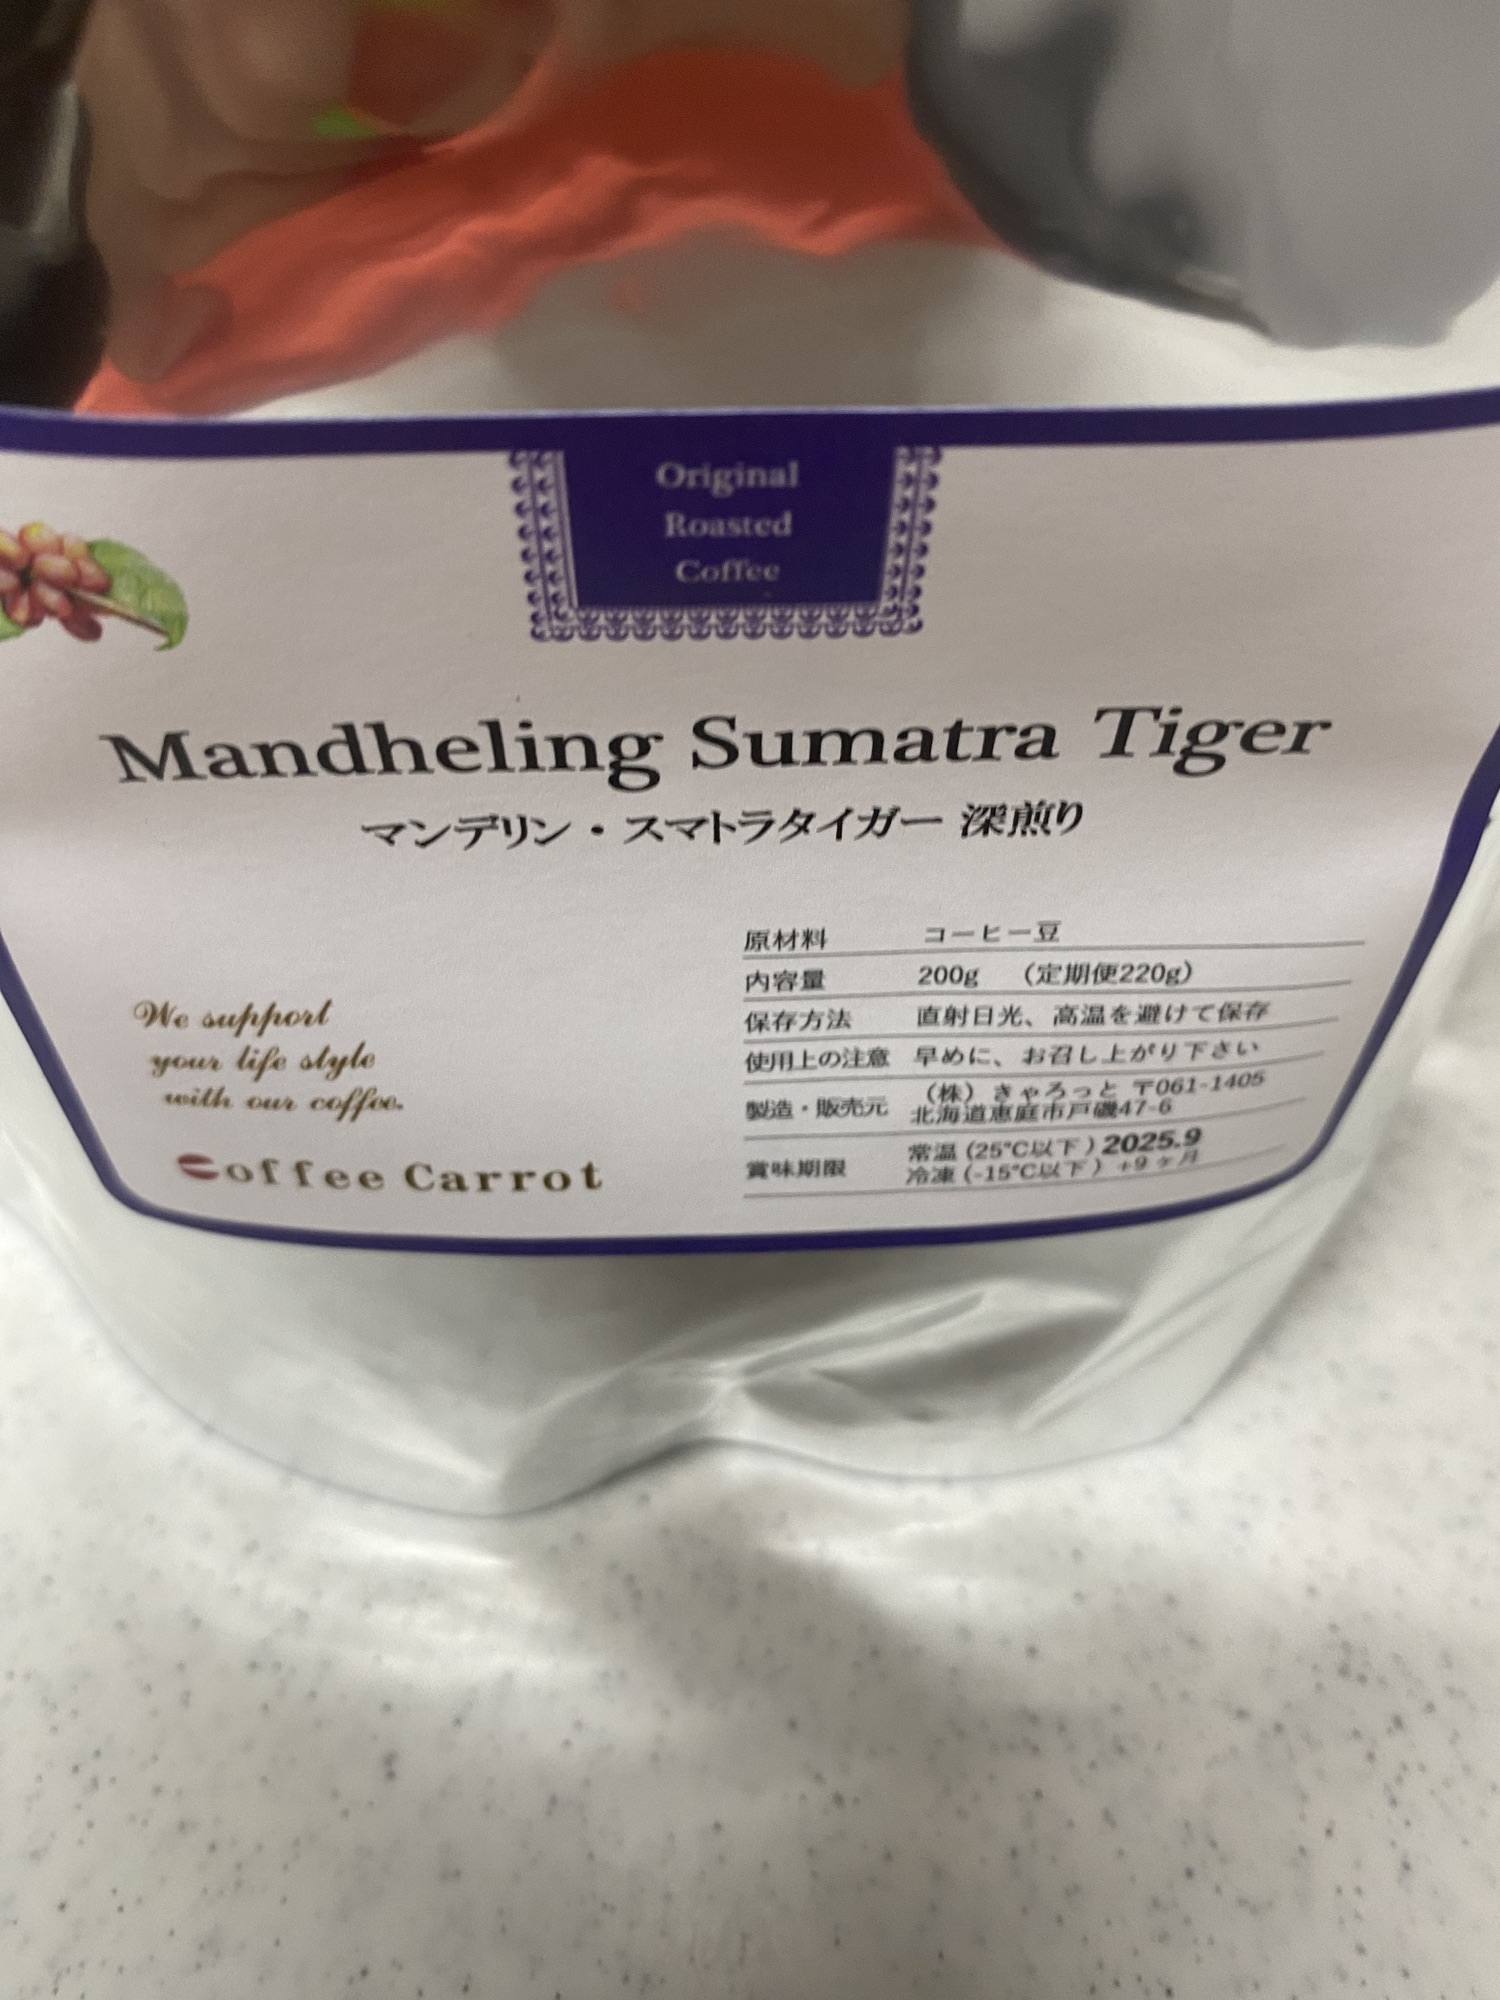 Original
Roasted
Coffee
Mandheling Sumatra Tiger
マンデリン・スマトラタイガー 深煎り
We support
your life style
with our coffee.
Coffee Carrot
原材料 コーヒー豆
内容量 200g （定期便220g）
保存方法 直射日光、高温を避けて保存
使用上の注意 早めに、お召し上がり下さい
製造・販売元 （株）きゃろっと 〒061-1405
北海道恵庭市戸磯47-6
賞味期限 常温 (25℃以下) 2025.9
冷凍 (-15℃以下) +9ヶ月